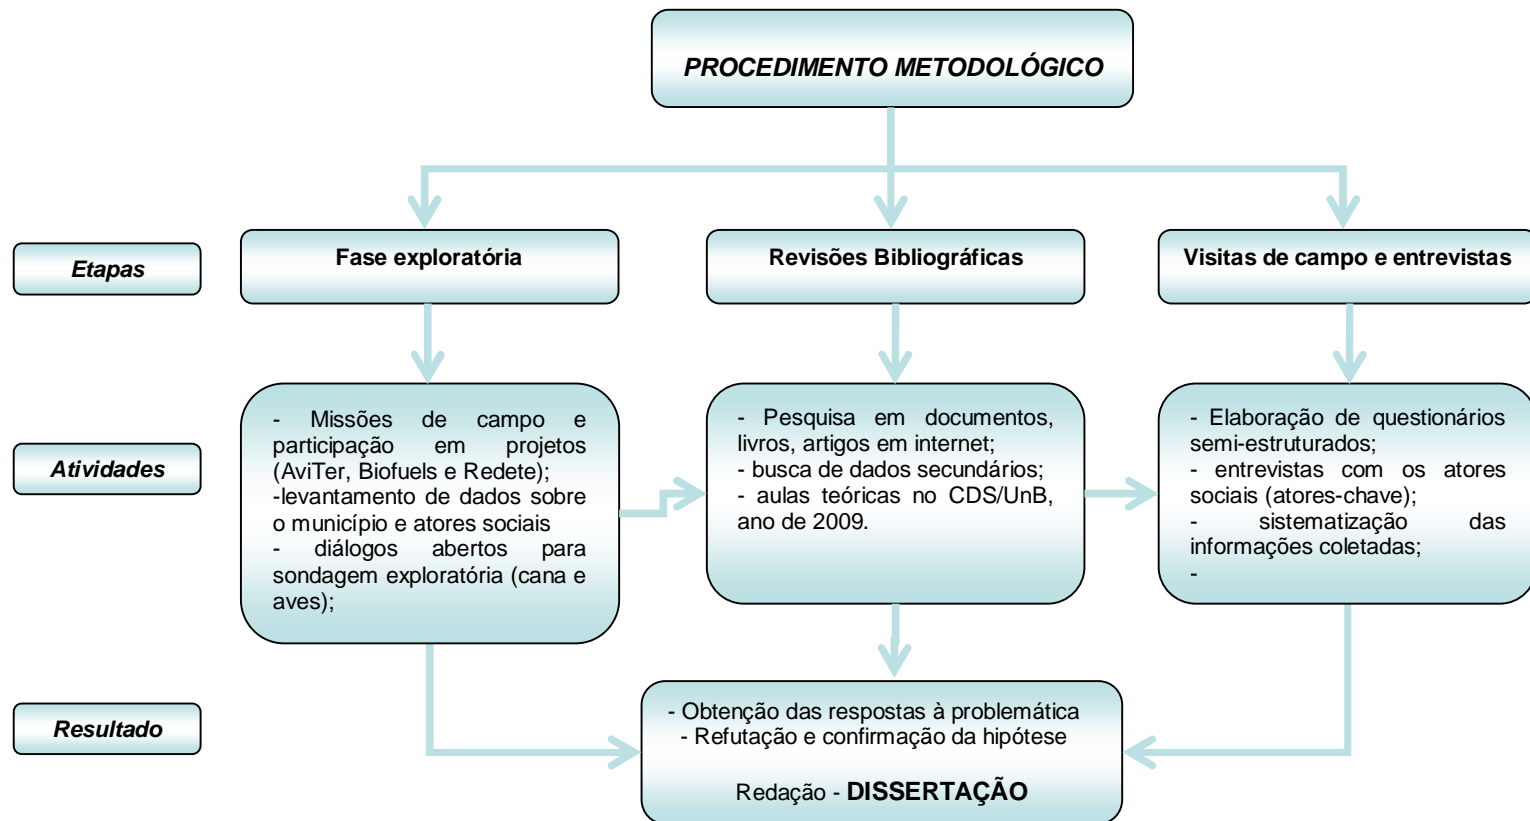 PROCEDIMENTO METODOLÓGICO
Etapas
Fase exploratória
Revisões Bibliográficas
Visitas de campo e entrevistas
Atividades
- Missões de campo e
participação em projetos
(AviTer, Biofuels e Redete);
-levantamento de dados sobre
o município e atores sociais
- diálogos abertos para
sondagem exploratória (cana e
aves);
- Pesquisa em documentos,
livros, artigos em internet;
- busca de dados secundários;
- aulas teóricas no CDS/UnB,
ano de 2009.
- Elaboração de questionários
semi-estruturados;
- entrevistas com os atores
sociais (atores-chave);
- sistematização das
informações coletadas;
-
Resultado
- Obtenção das respostas à problemática
- Refutação e confirmação da hipótese
Redação - DISSERTAÇÃO